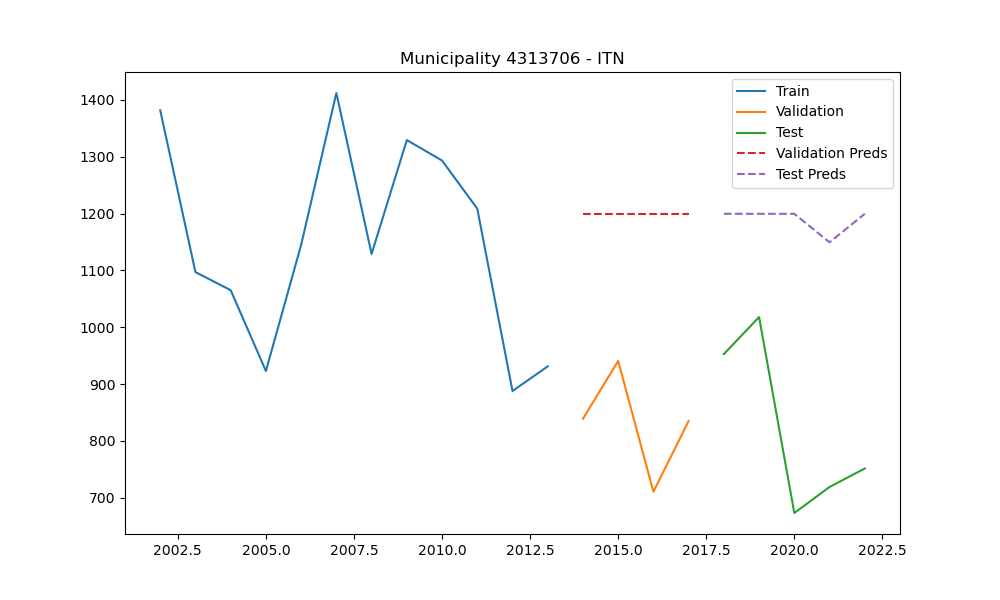 Municipality 4313706 - ITN
1400
1300
1200
1100
1000
900
800
700
Train
Validation
Test
Validation Preds
Test Preds
2002.5 2005.0 2007.5 2010.0 2012.5 2015.0 2017.5 2020.0 2022.5